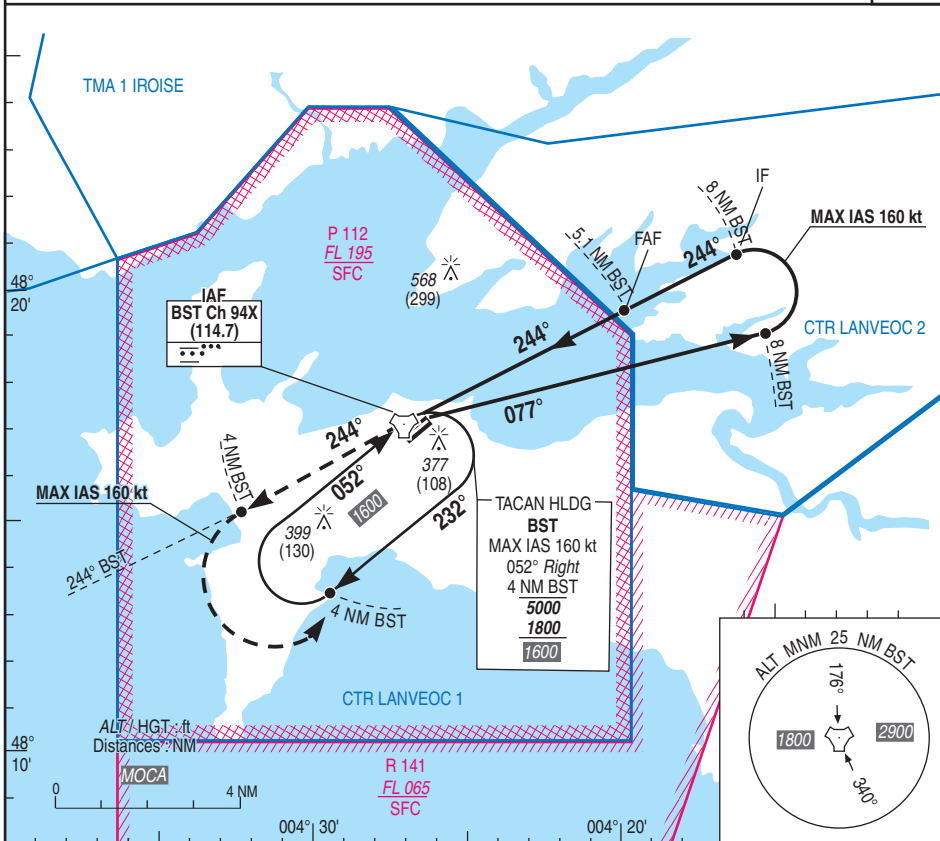 TMA 1 IROISE
IF
8 NM BST
MAX IAS 160 kt
P 112
FL 195
SFC
5.1 NM BST
FAF
244°
568
(299)
48°
20'
IAF
BST Ch 94X
(114.7)
CTR LANVEOC 2
244°
8 NM BST
077°
244°
4 NM BST
377
(108)
052°
1600
MAX IAS 160 kt
232°
399
(130)
244° BST
4 NM BST
TACAN HLDG
BST
MAX IAS 160 kt
052° Right
4 NM BST
5000
1800
1600
CTR LANVEOC 1
ALT MNM 25 NM BST
176°
1800
2900
340°
ALT / HGT : ft
Distances : NM
48°
10'
MOCA
0
4 NM
R 141
FL 065
SFC
004° 30'
004° 20'